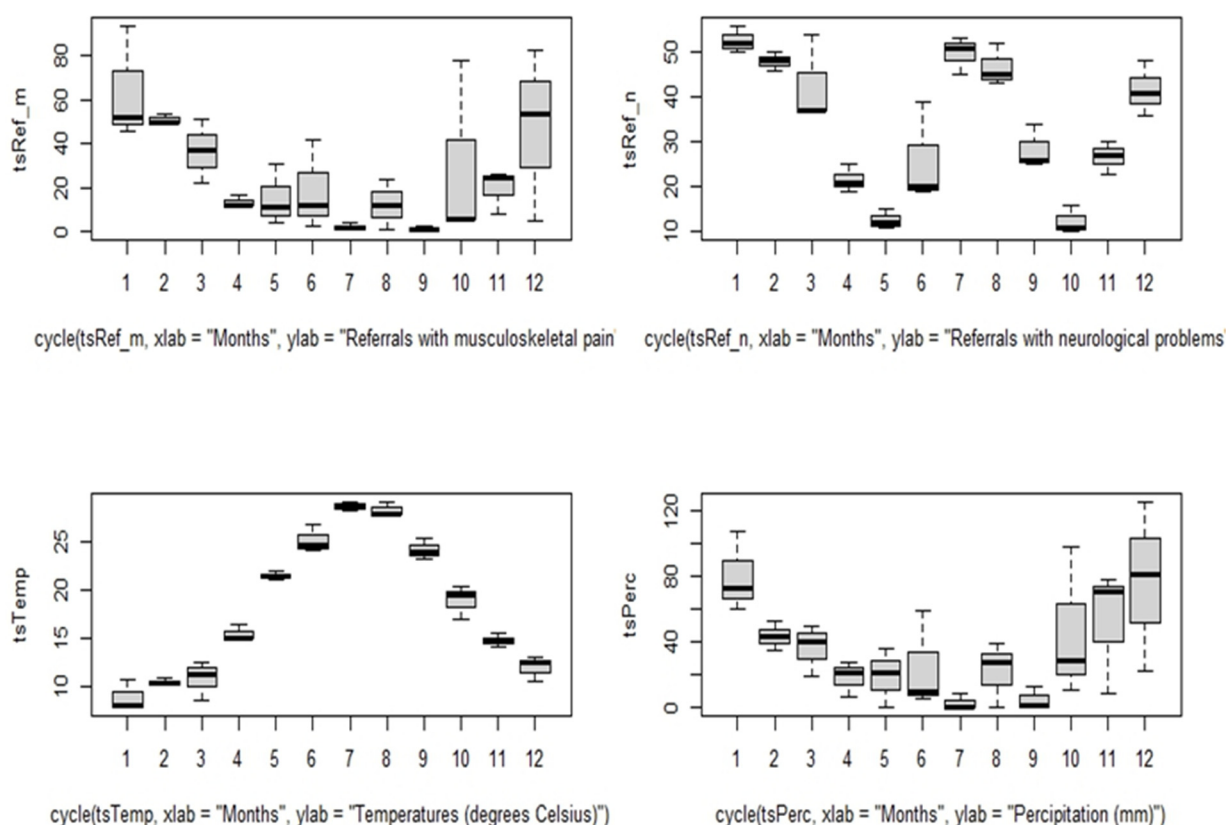 tsRef_m
0 20 40 60 80
1 2 3 4 5 6 7 8 9 10 11 12
cycle(tsRef_m, xlab = "Months", ylab = "Referrals with musculoskeletal pain
tsRef_n
10 20 30 40 50
1 2 3 4 5 6 7 8 9 10 11 12
cycle(tsRef_n, xlab = "Months", ylab = "Referrals with neurological problems"
tsTemp
10 15 20 25
1 2 3 4 5 6 7 8 9 10 11 12
cycle(tsTemp, xlab = "Months", ylab = "Temperatures (degrees Celsius)")
tsPerc
0 40 80 120
1 2 3 4 5 6 7 8 9 10 11 12
cycle(tsPerc, xlab = "Months", ylab = "Percipitation (mm)")